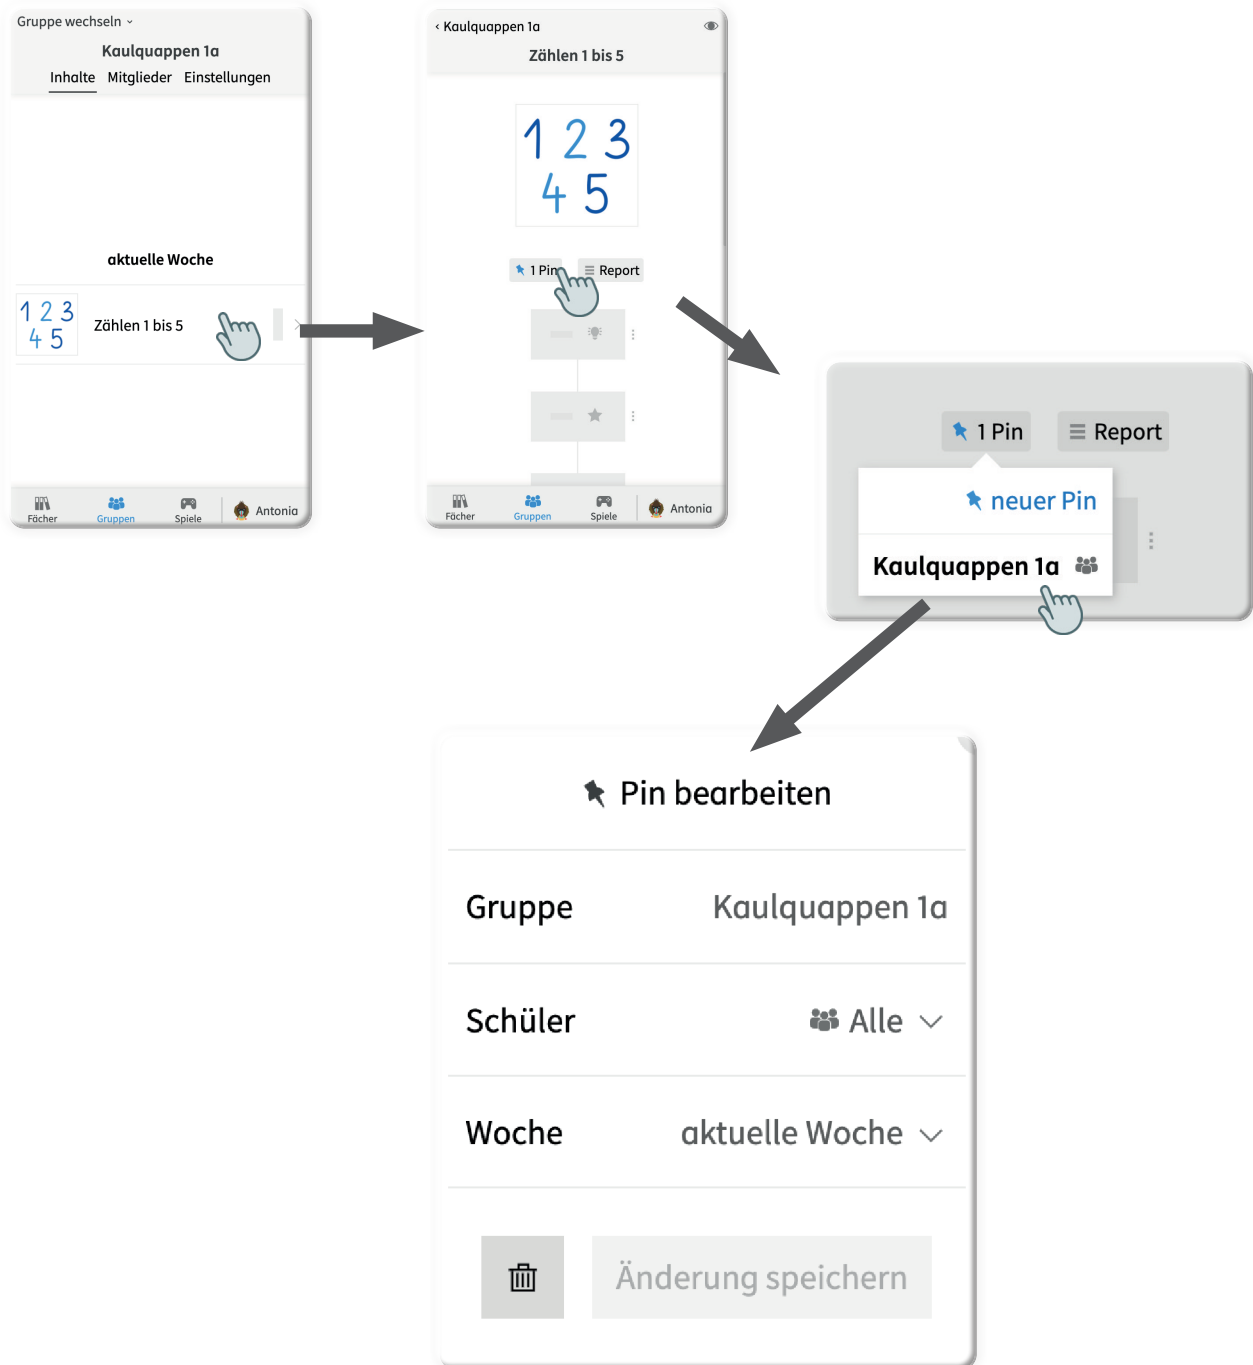 Gruppe wechseln
Kaulquappen 1a
Inhalte Mitglieder Einstellungen
aktuelle Woche
1 2 3
4 5
Zählen 1 bis 5
Fächer Gruppen Spiele Antonia
‹ Kaulquappen 1a
Zählen 1 bis 5
1 2 3
4 5
1 Pin Report
Fächer Gruppen Spiele Antonia
1 Pin Report
neuer Pin
Kaulquappen 1a
Pin bearbeiten
Gruppe Kaulquappen 1a
Schüler Alle
Woche aktuelle Woche
Änderung speichern